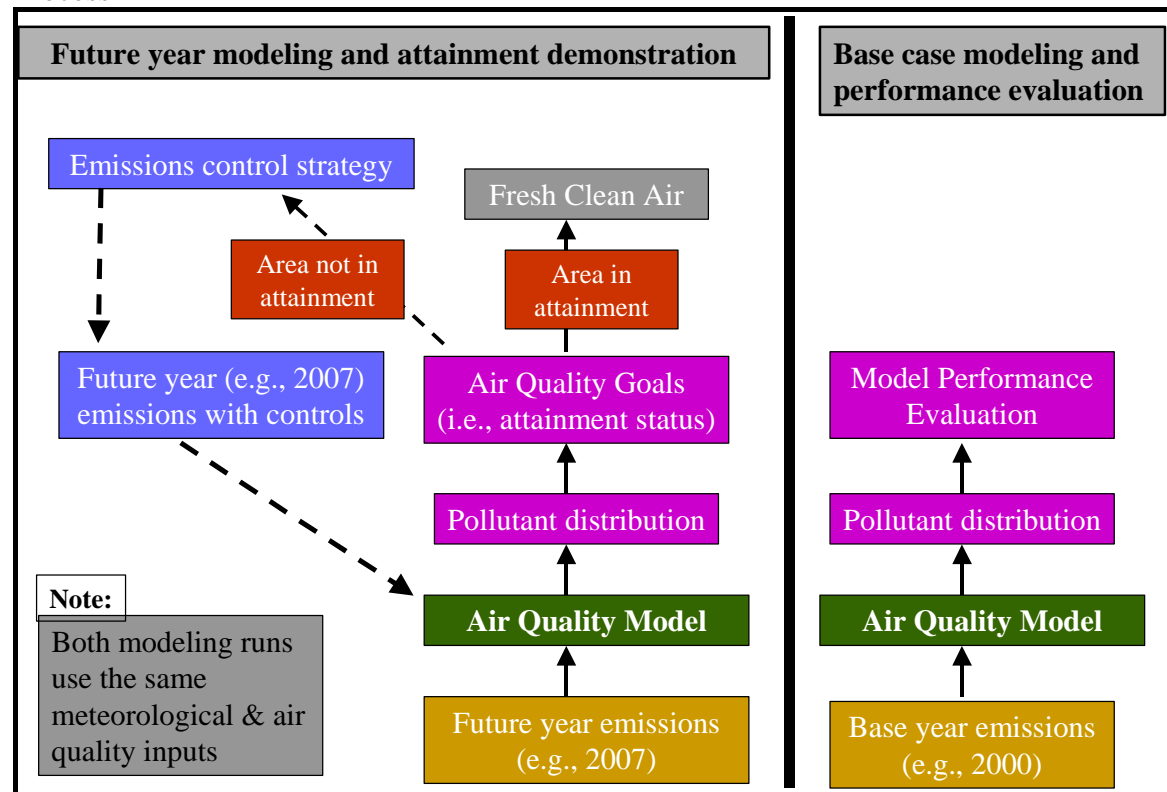 Future year modeling and attainment demonstration
Base case modeling and
performance evaluation
Emissions control strategy
Fresh Clean Air
Area not in
attainment
Area in
attainment
Future year (e.g., 2007)
emissions with controls
Air Quality Goals
(i.e., attainment status)
Model Performance
Evaluation
Pollutant distribution
Pollutant distribution
Note:
Both modeling runs
use the same
meteorological & air
quality inputs
Air Quality Model
Air Quality Model
Future year emissions
(e.g., 2007)
Base year emissions
(e.g., 2000)